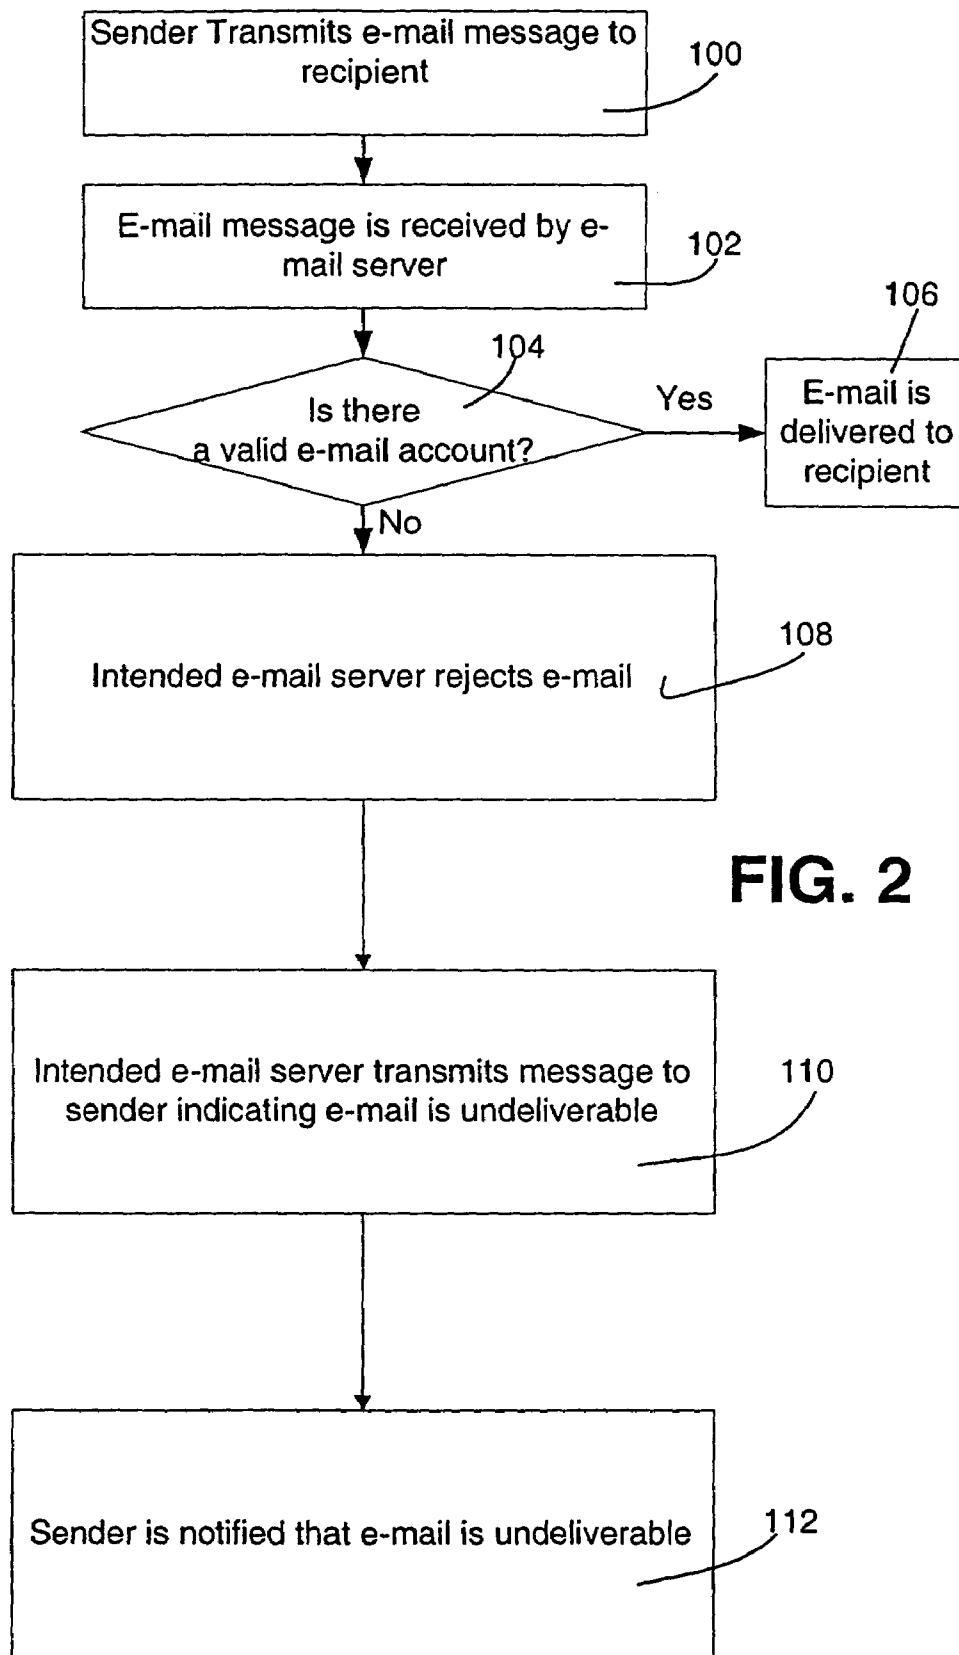 Sender Transmits e-mail message to
recipient
100
E-mail message is received by e-
mail server
102
104
106
Is there
a valid e-mail account?
Yes
E-mail is
delivered to
recipient
No
Intended e-mail server rejects e-mail
108
FIG. 2
Intended e-mail server transmits message to
sender indicating e-mail is undeliverable
110
Sender is notified that e-mail is undeliverable
112